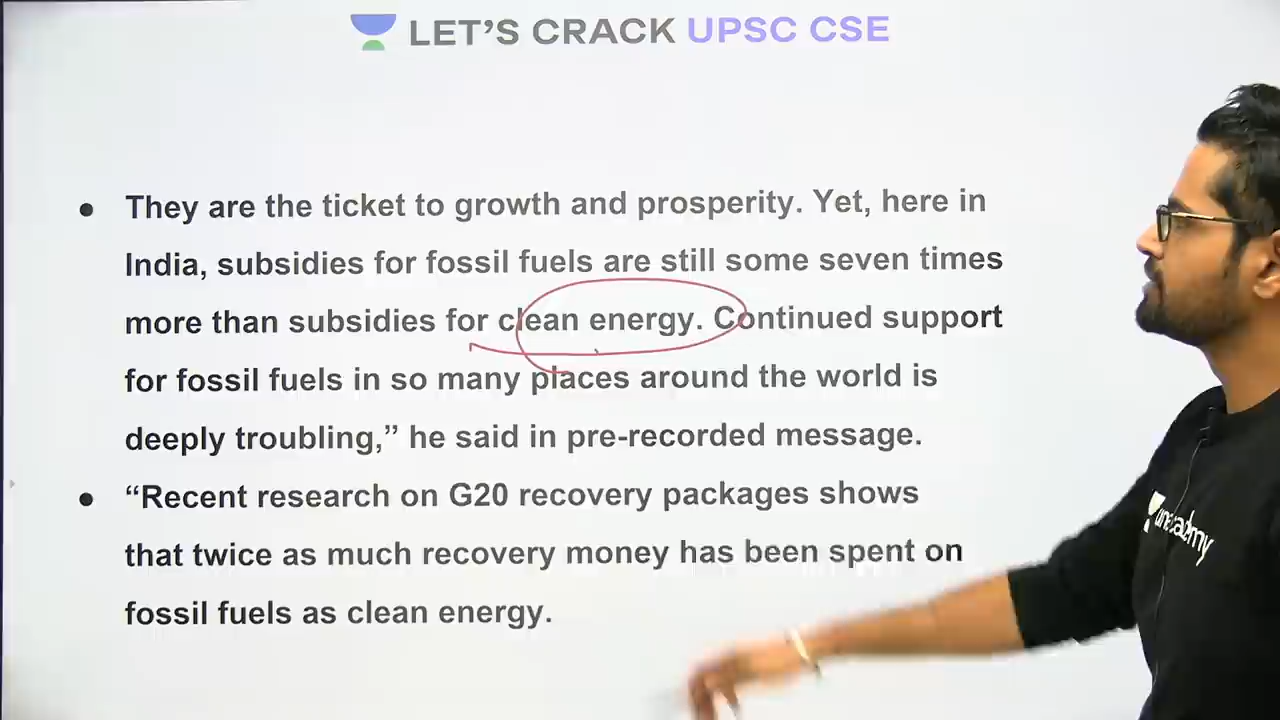 LET'S CRACK UPSC CSE
• They are the ticket to growth and prosperity. Yet, here in
India, subsidies for fossil fuels are still some seven times
more than subsidies for clean energy. Continued support
for fossil fuels in so many places around the world is
deeply troubling,” he said in pre-recorded message.
• “Recent research on G20 recovery packages shows
that twice as much recovery money has been spent on
fossil fuels as clean energy.
unacademy